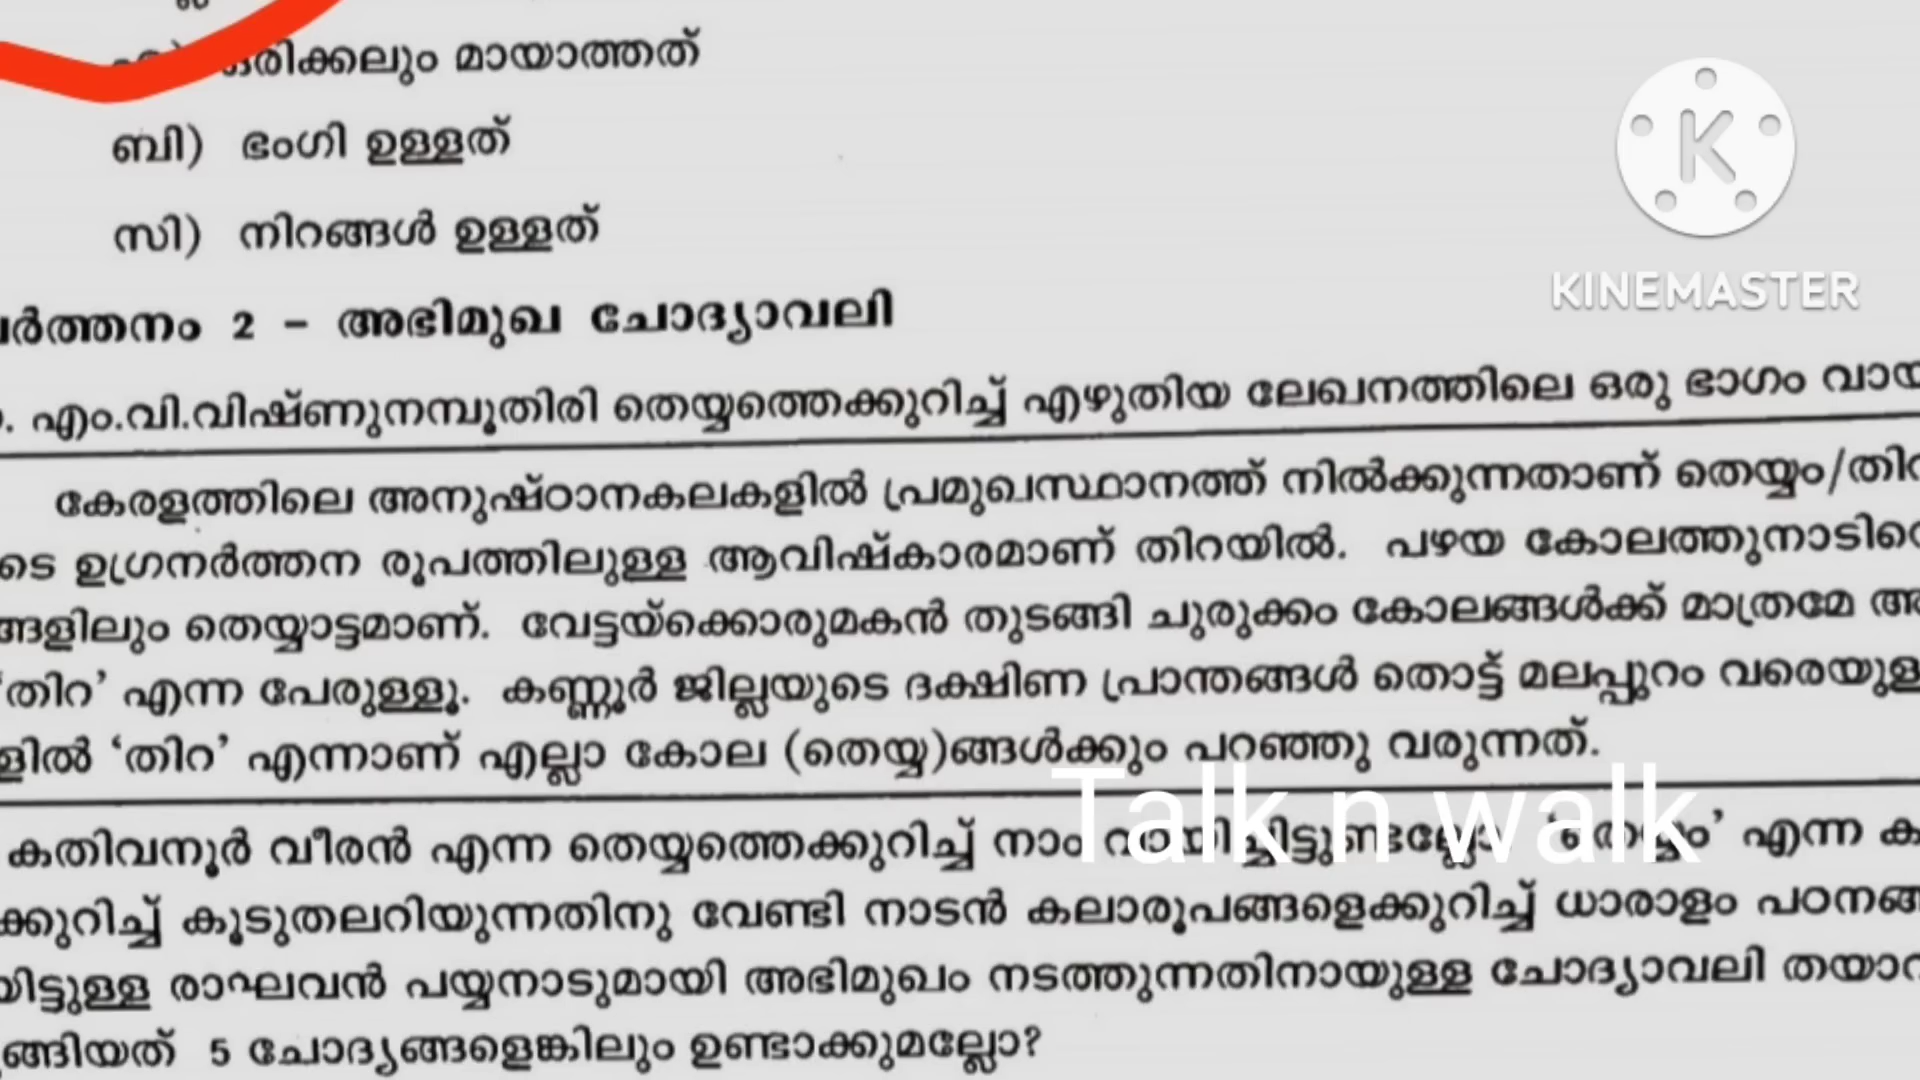 ഒരിക്കലും മായാത്തത്
ബി) ഭംഗി ഉള്ളത്
സി) നിറങ്ങൾ ഉള്ളത്
KINEMASTER
വർത്തനം 2 - അഭിമുഖ ചോദ്യാവലി
. എം.വി.വിഷ്ണുനമ്പൂതിരി തെയ്യത്തെക്കുറിച്ച് എഴുതിയ ലേഖനത്തിലെ ഒരു ഭാഗം വായ
കേരളത്തിലെ അനുഷ്ഠാനകലകളിൽ പ്രമുഖസ്ഥാനത്ത് നിൽക്കുന്നതാണ് തെയ്യം/തിറ
ടെ ഉഗ്രനർത്തന രൂപത്തിലുള്ള ആവിഷ്കാരമാണ് തിറയിൽ. പഴയ കോലത്തുനാടിലെ
ങ്ങളിലും തെയ്യാട്ടമാണ്. വേട്ടയ്ക്കൊരുമകൻ തുടങ്ങി ചുരുക്കം കോലങ്ങൾക്ക് മാത്രമേ അ
'തിറ' എന്ന പേരുള്ളൂ. കണ്ണൂർ ജില്ലയുടെ ദക്ഷിണ പ്രാന്തങ്ങൾ തൊട്ട് മലപ്പുറം വരെയുള
ളിൽ 'തിറ' എന്നാണ് എല്ലാ കോല (തെയ്യ)ങ്ങൾക്കും പറഞ്ഞു വരുന്നത്.
Talk n walk
കതിവനൂർ വീരൻ എന്ന തെയ്യത്തെക്കുറിച്ച് നാം വായിച്ചിട്ടുണ്ടല്ലോ 'തെയ്യം' എന്ന ക
ക്കുറിച്ച് കൂടുതലറിയുന്നതിനു വേണ്ടി നാടൻ കലാരൂപങ്ങളെക്കുറിച്ച് ധാരാളം പഠനങ്ങ
യിട്ടുള്ള രാഘവൻ പയ്യനാടുമായി അഭിമുഖം നടത്തുന്നതിനായുള്ള ചോദ്യാവലി തയാറ
ങ്ങിയത് 5 ചോദ്യങ്ങളെങ്കിലും ഉണ്ടാക്കുമല്ലോ?